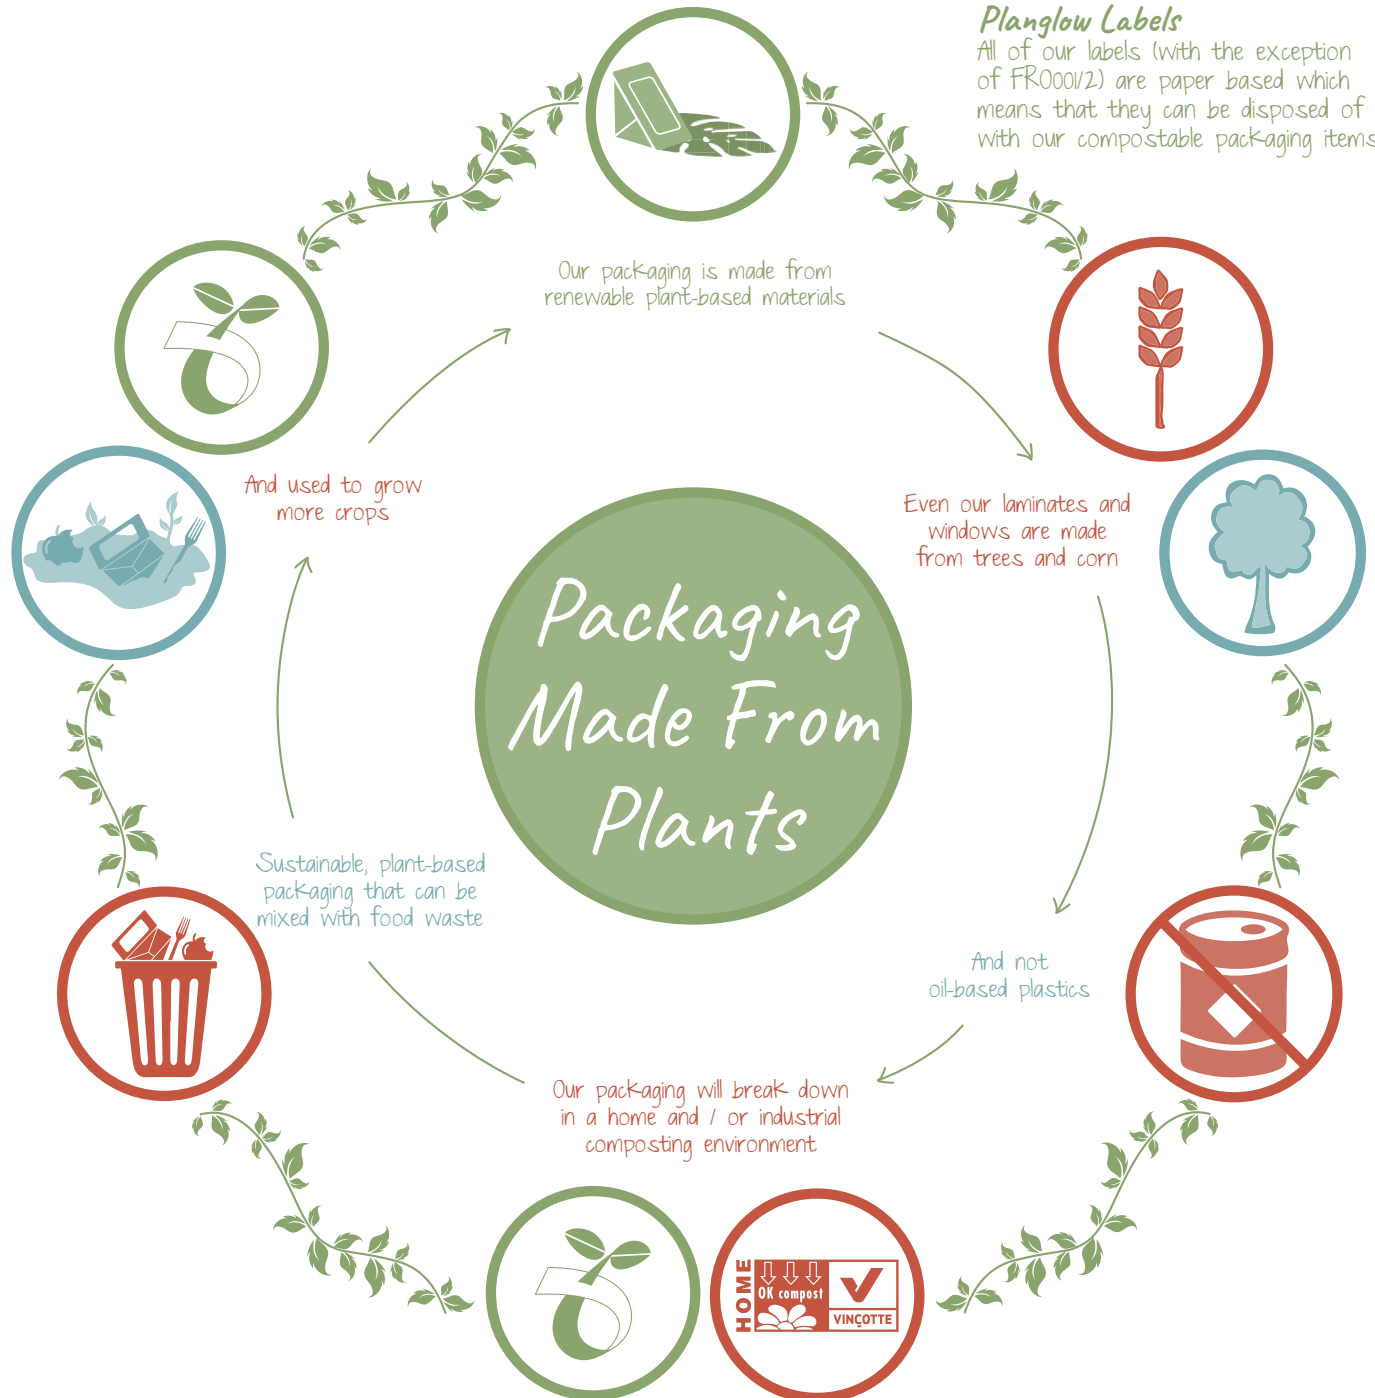 Planglow Labels
All of our labels (with the exception
of FR0001/2) are paper based which
means that they can be disposed of
with our compostable packaging items
Our packaging is made from
renewable plant-based materials
Even our laminates and
windows are made
from trees and corn
And not
oil-based plastics
Our packaging will break down
in a home and / or industrial
composting environment
Sustainable, plant-based
packaging that can be
mixed with food waste
And used to grow
more crops
Packaging
Made From
Plants
HOME
OK compost
VINÇOTTE